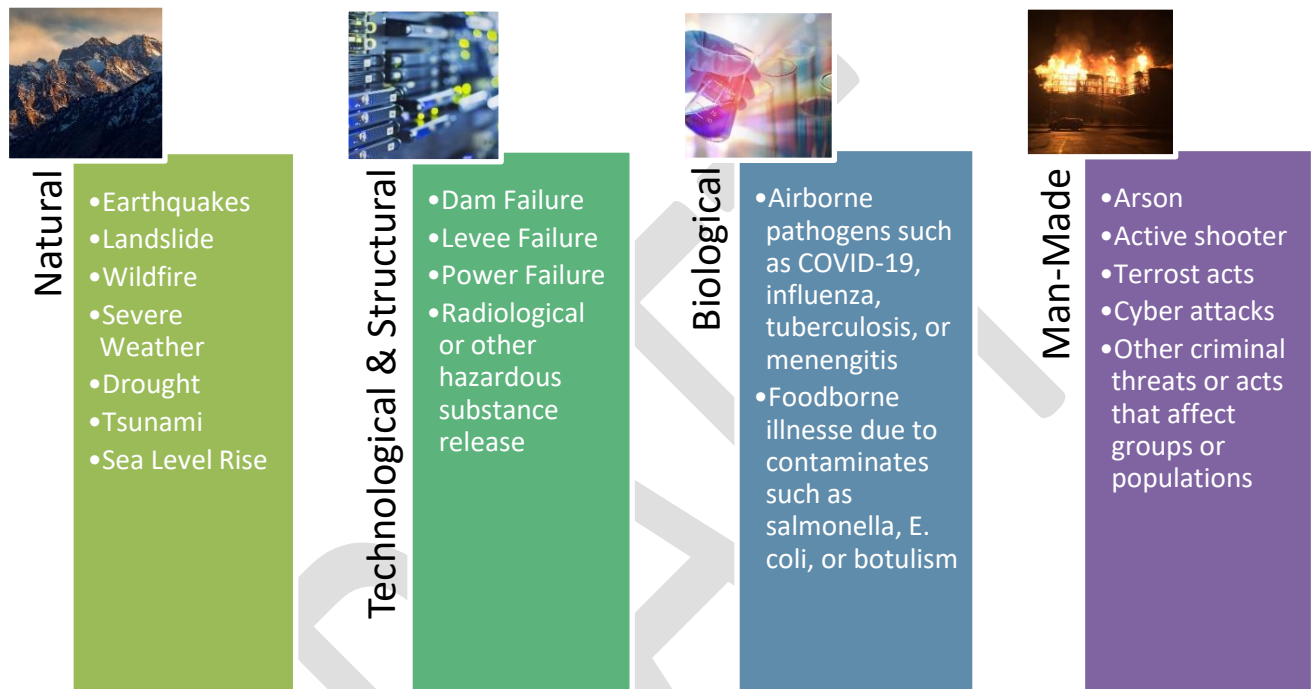 Natural
•Earthquakes
•Landslide
•Wildfire
•Severe
Weather
•Drought
•Tsunami
•Sea Level Rise
Technological & Structural
•Dam Failure
•Levee Failure
•Power Failure
•Radiological
or other
hazardous
substance
release
Biological
•Airborne
pathogens such
as COVID-19,
influenza,
tuberculosis, or
menengitis
•Foodborne
illnesse due to
contaminates
such as
salmonella, E.
coli, or botulism
Man-Made
•Arson
•Active shooter
•Terrost acts
•Cyber attacks
•Other criminal
threats or acts
that affect
groups or
populations